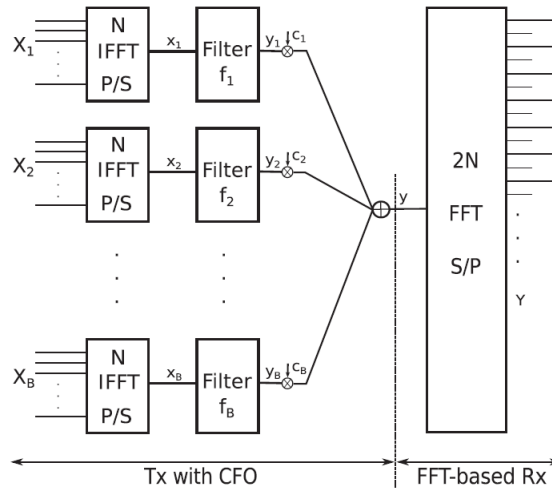 X1
N
IFFT
P/S
x1
Filter
f1
y1
c1
X2
N
IFFT
P/S
x2
Filter
f2
y2
c2
y
2N
FFT
S/P
Y
XB
N
IFFT
P/S
xB
Filter
fB
yB
cB
Tx with CFO
FFT-based Rx